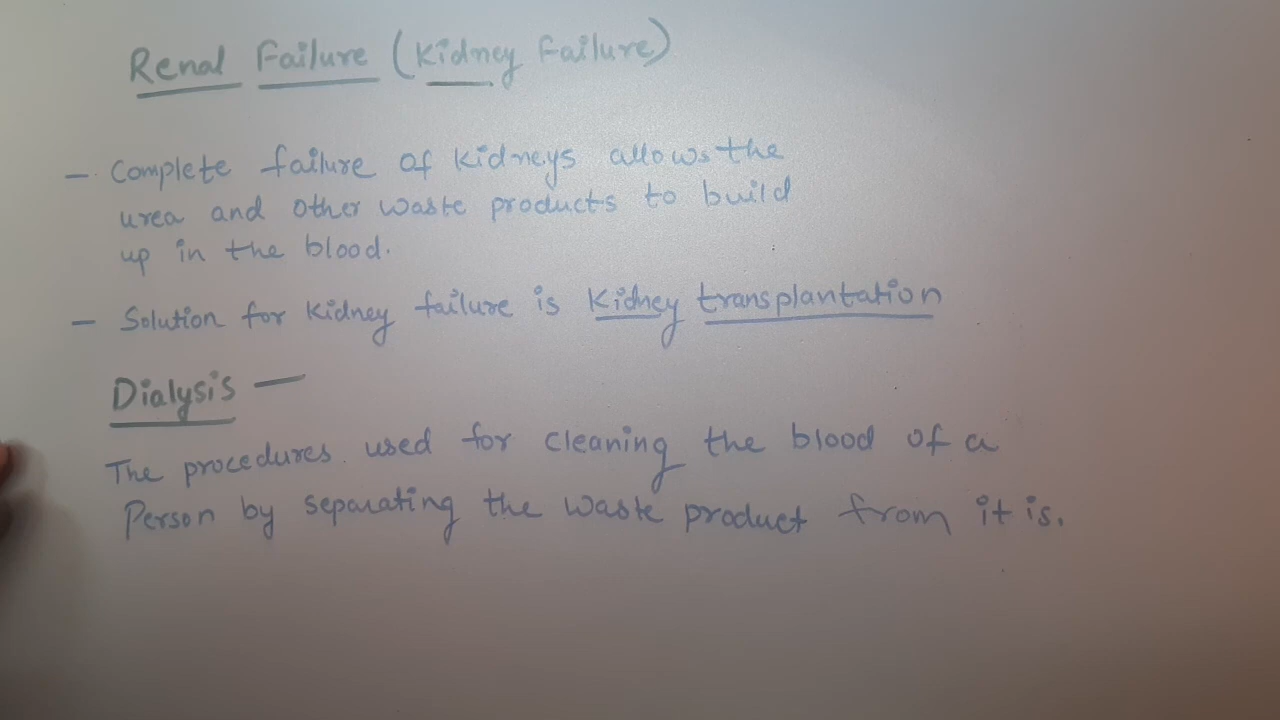 Renal Failure (Kidney Failure)
- Complete failure of kidneys allows the
urea and other waste products to build
up in the blood.
- Solution for kidney failure is kidney transplantation
Dialysis -
The procedures used for cleaning the blood of a
Person by separating the waste product from it is.